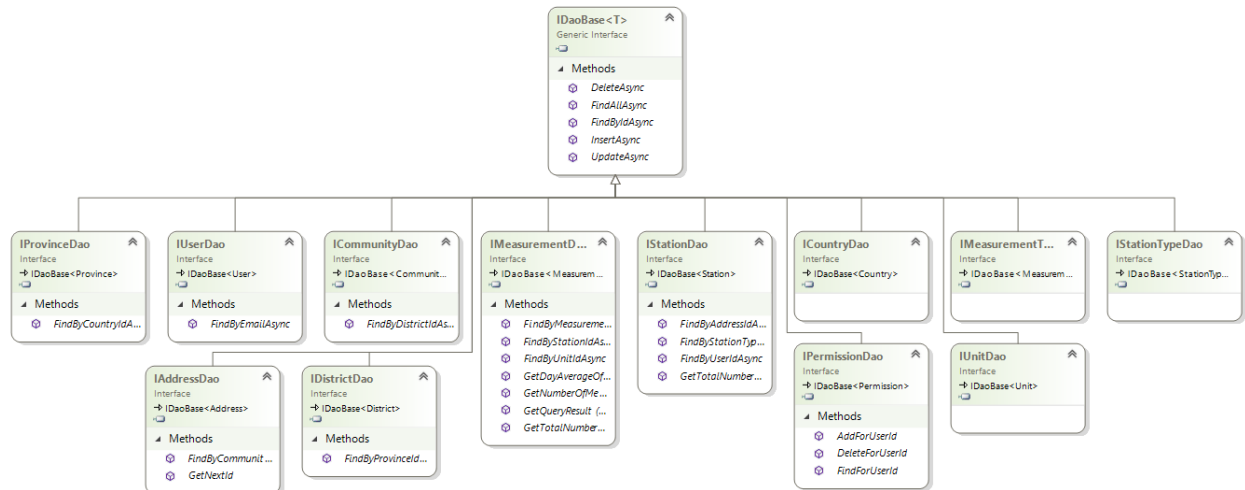 IDaoBase<T>
Generic Interface
Methods
DeleteAsync
FindAllAsync
FindByIdAsync
InsertAsync
UpdateAsync
IProvinceDao
Interface
IDaoBase<Province>
Methods
FindByCountryIdA...
IUserDao
Interface
IDaoBase<User>
Methods
FindByEmailAsync
ICommunityDao
Interface
IDaoBase<Communit...
Methods
FindByDistrictIdAs...
IMeasurementD...
Interface
IDaoBase<Measurem...
Methods
FindByMeasureme...
FindByStationIdAs...
FindByUnitIdAsync
GetDayAverageOf...
GetNumberOfMe...
GetQueryResult (...
GetTotalNumber...
IStationDao
Interface
IDaoBase<Station>
Methods
FindByAddressIdA...
FindByStationTyp...
FindByUserIdAsync
GetTotalNumber...
ICountryDao
Interface
IDaoBase<Country>
IMeasurementT...
Interface
IDaoBase<Measurem...
IStationTypeDao
Interface
IDaoBase<StationTyp...
IAddressDao
Interface
IDaoBase<Address>
Methods
FindByCommunit...
GetNextId
IDistrictDao
Interface
IDaoBase<District>
Methods
FindByProvinceId...
IPermissionDao
Interface
IDaoBase<Permission>
Methods
AddForUserId
DeleteForUserId
FindForUserId
IUnitDao
Interface
IDaoBase<Unit>